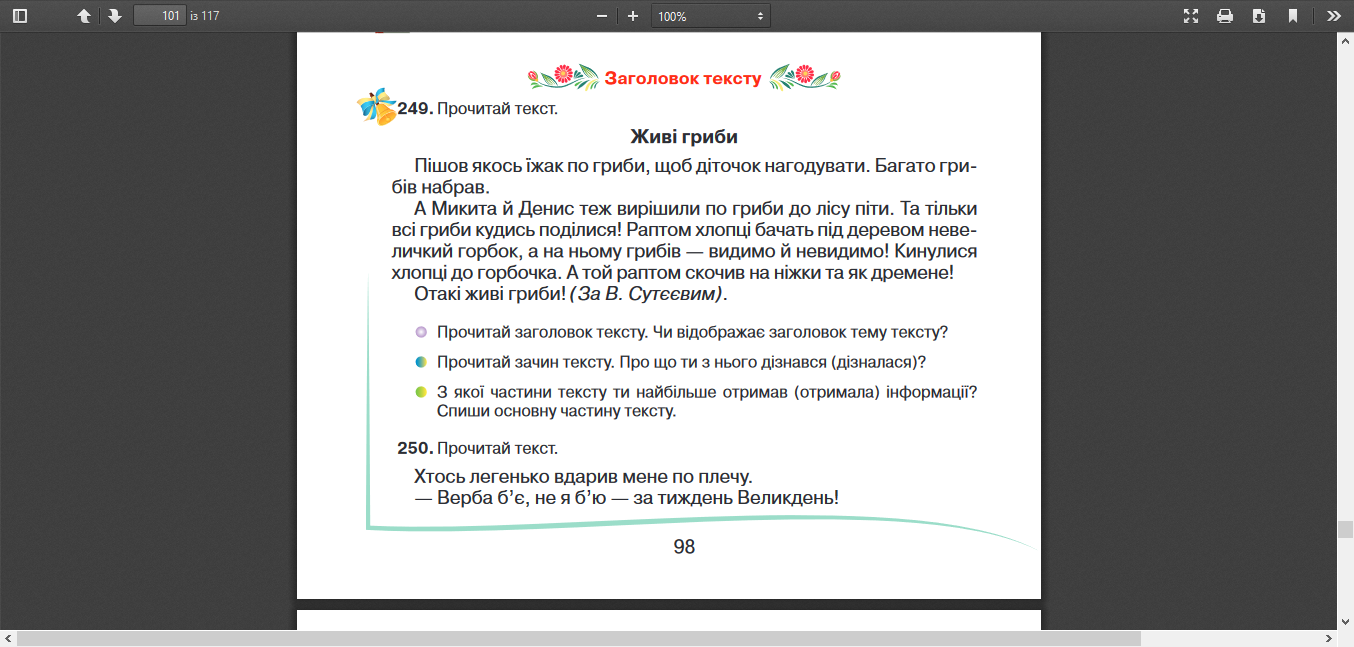 101 із 117
100%
Заголовок тексту
249. Прочитай текст.
Живі гриби
Пішов якось їжак по гриби, щоб діточок нагодувати. Багато гри-
бів набрав.
А Микита й Денис теж вирішили по гриби до лісу піти. Та тільки
всі гриби кудись поділися! Раптом хлопці бачать під деревом неве-
личкий горбок, а на ньому грибів — видимо й невидимо! Кинулися
хлопці до горбочка. А той раптом скочив на ніжки та як дремене!
Отакі живі гриби! (За В. Сутєєвим).
Прочитай заголовок тексту. Чи відображає заголовок тему тексту?
Прочитай зачин тексту. Про що ти з нього дізнався (дізналася)?
З якої частини тексту ти найбільше отримав (отримала) інформації?
Спиши основну частину тексту.
250. Прочитай текст.
Хтось легенько вдарив мене по плечу.
— Верба б’є, не я б’ю — за тиждень Великдень!
98